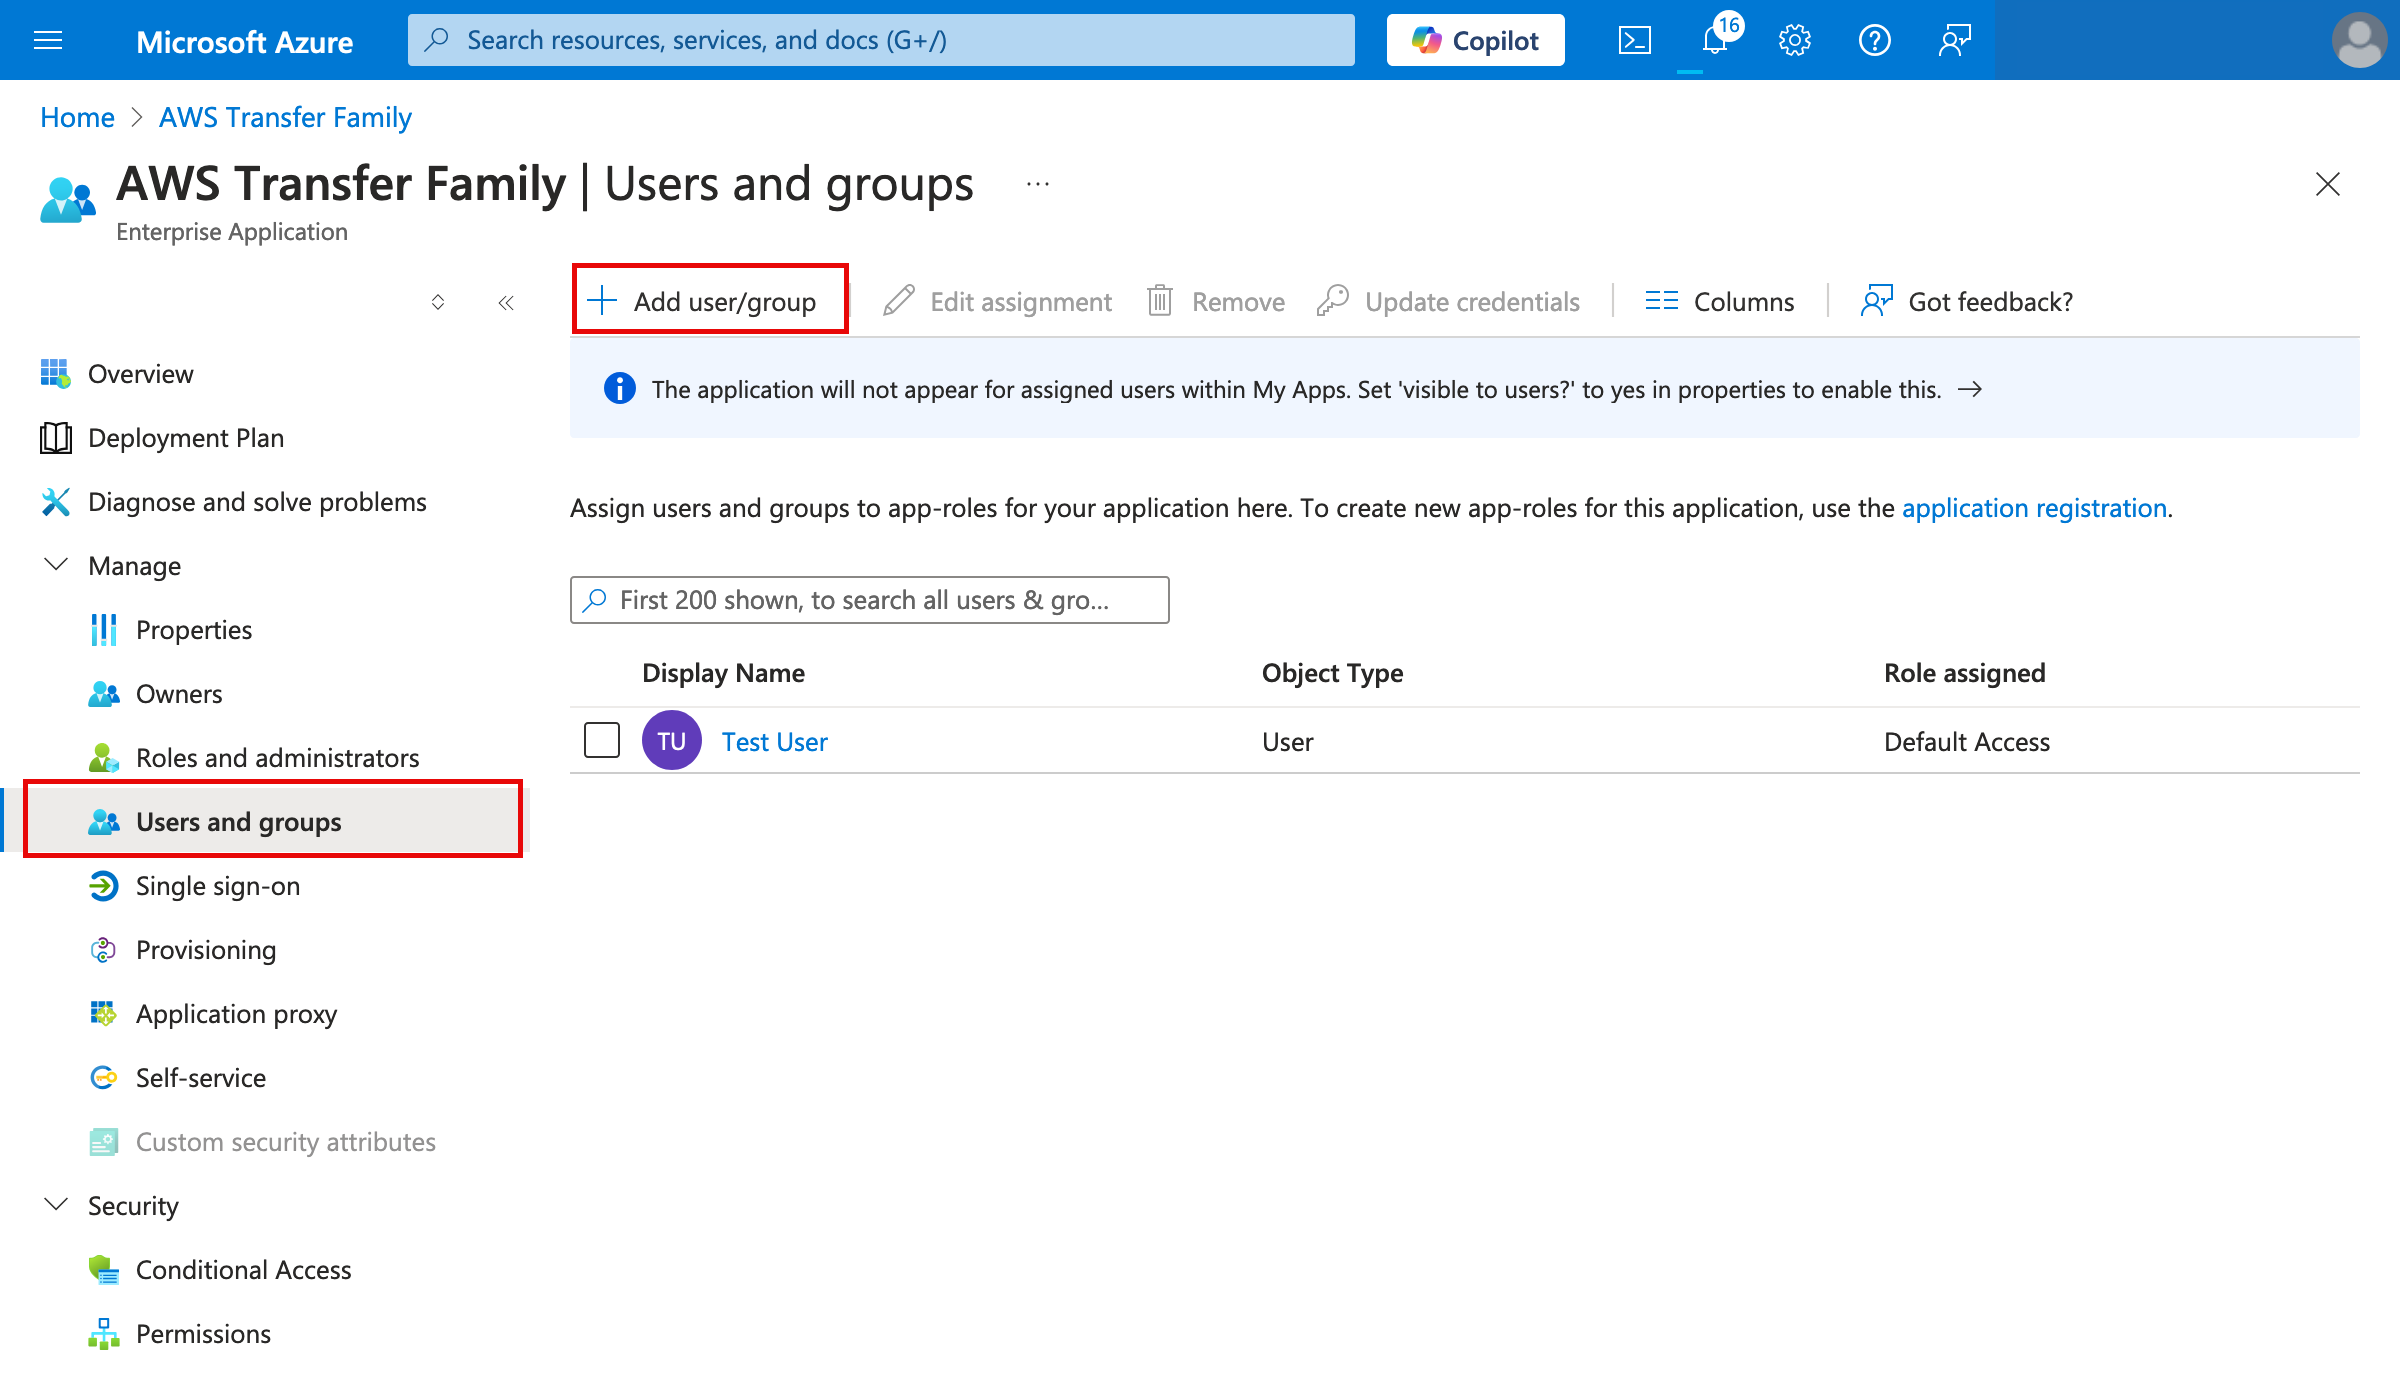 Microsoft Azure
Search resources, services, and docs (G+/)
Copilot
16
Home > AWS Transfer Family
AWS Transfer Family | Users and groups ...
Enterprise Application
Add user/group
Edit assignment
Remove
Update credentials
Columns
Got feedback?
The application will not appear for assigned users within My Apps. Set 'visible to users?' to yes in properties to enable this. →
Assign users and groups to app-roles for your application here. To create new app-roles for this application, use the application registration.
First 200 shown, to search all users & gro...
Display Name Object Type Role assigned
TU Test User User Default Access
Overview
Deployment Plan
Diagnose and solve problems
Manage
Properties
Owners
Roles and administrators
Users and groups
Single sign-on
Provisioning
Application proxy
Self-service
Custom security attributes
Security
Conditional Access
Permissions